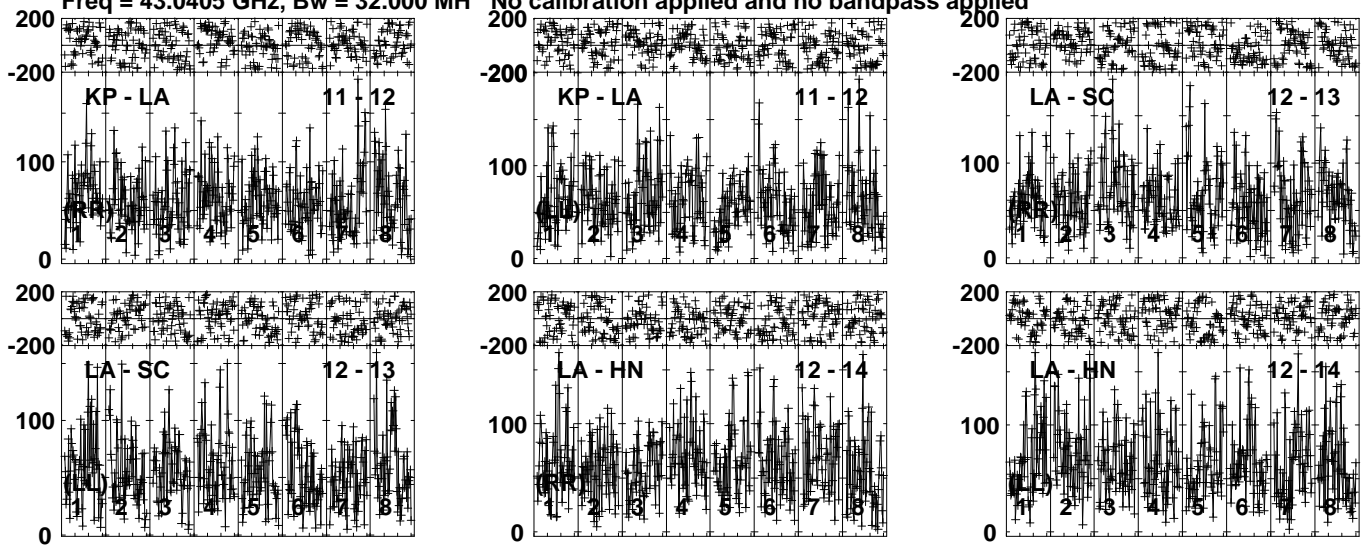 Freq = 43.0405 GHz, Bw = 32.000 MH No calibration applied and no bandpass applied
200 200 200
-200 -200 -200
KP - LA 11 - 12 KP - LA 11 - 12 LA - SC 12 - 13
100 100 100
(RR) (LL) (RR)
1 2 3 4 5 6 7 8 1 2 3 4 5 6 7 8 1 2 3 4 5 6 7 8
0 0 0
200 200 200
-200 -200 -200
LA - SC 12 - 13 LA - HN 12 - 14 LA - HN 12 - 14
100 100 100
(LL) (RR) (LL)
1 2 3 4 5 6 7 8 1 2 3 4 5 6 7 8 1 2 3 4 5 6 7 8
0 0 0